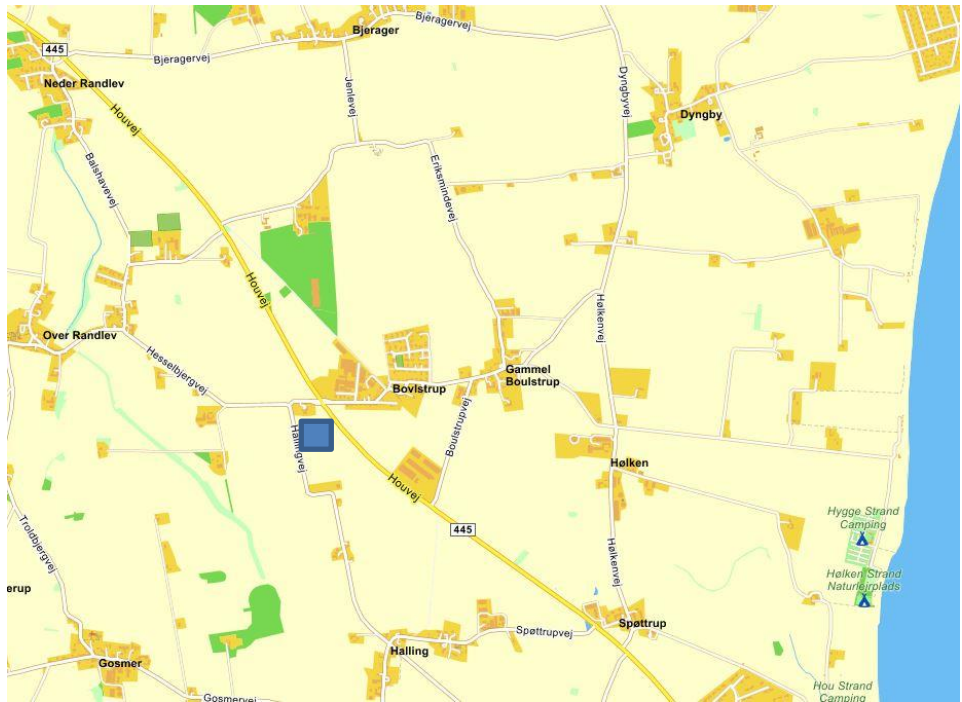 Bjeragervej
Bjerager
445
Bjeragervej
Neder Randlev
Jenlevej
Dyngbyvej
Dyngby
Houvej
Balshavevej
Eriksmindevej
Houvej
Hølkenvej
Over Randlev
Hesselbjergvej
Gammel
Boulstrup
Bovlstrup
Boulstrupvej
Hallingvej
Hølken
Houvej
Hygge Strand
Camping
Troldbjergvej
445
Hølkenvej
Hølken Strand
Naturlejrplads
erup
Spøttrup
Spøttrupvej
Halling
Gosmer
Hou Strand
Camping
Gosmervej